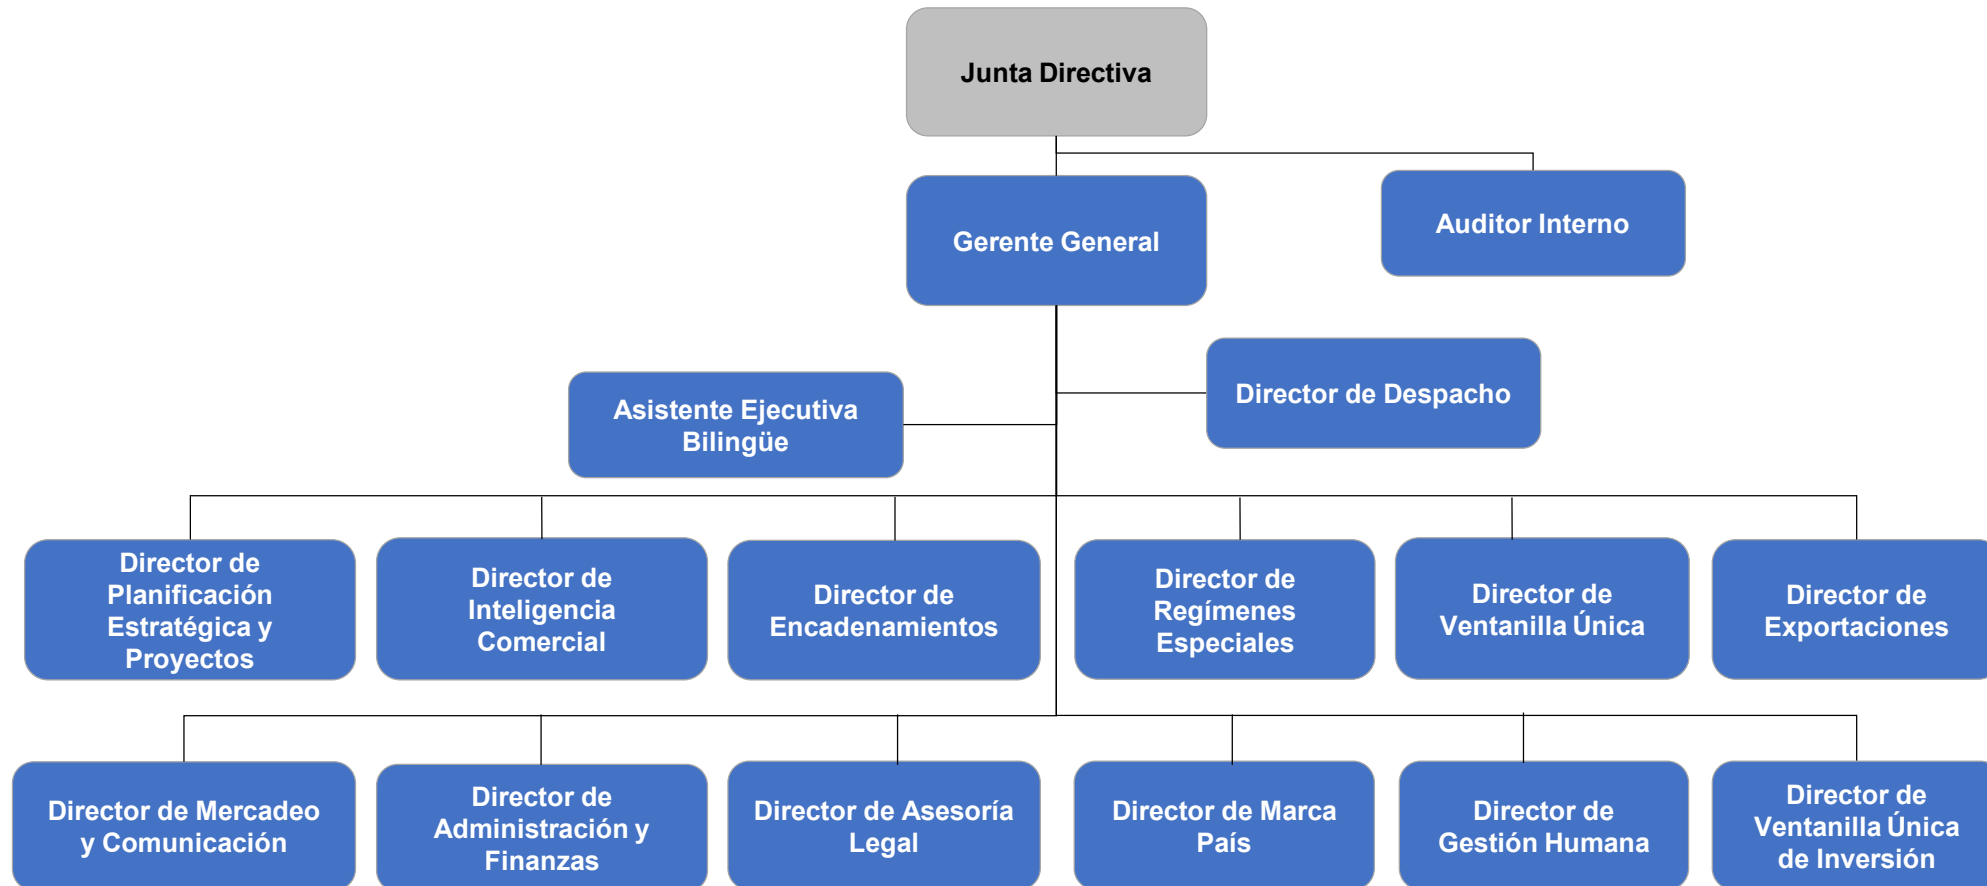 Junta Directiva
Gerente General
Auditor Interno
Director de Despacho
Asistente Ejecutiva
Bilingüe
Director de
Planificación
Estratégica y
Proyectos
Director de
Inteligencia
Comercial
Director de
Encadenamientos
Director de
Regímenes
Especiales
Director de
Ventanilla Única
Director de
Exportaciones
Director de Mercadeo
y Comunicación
Director de
Administración y
Finanzas
Director de Asesoría
Legal
Director de Marca
País
Director de
Gestión Humana
Director de
Ventanilla Única
de Inversión